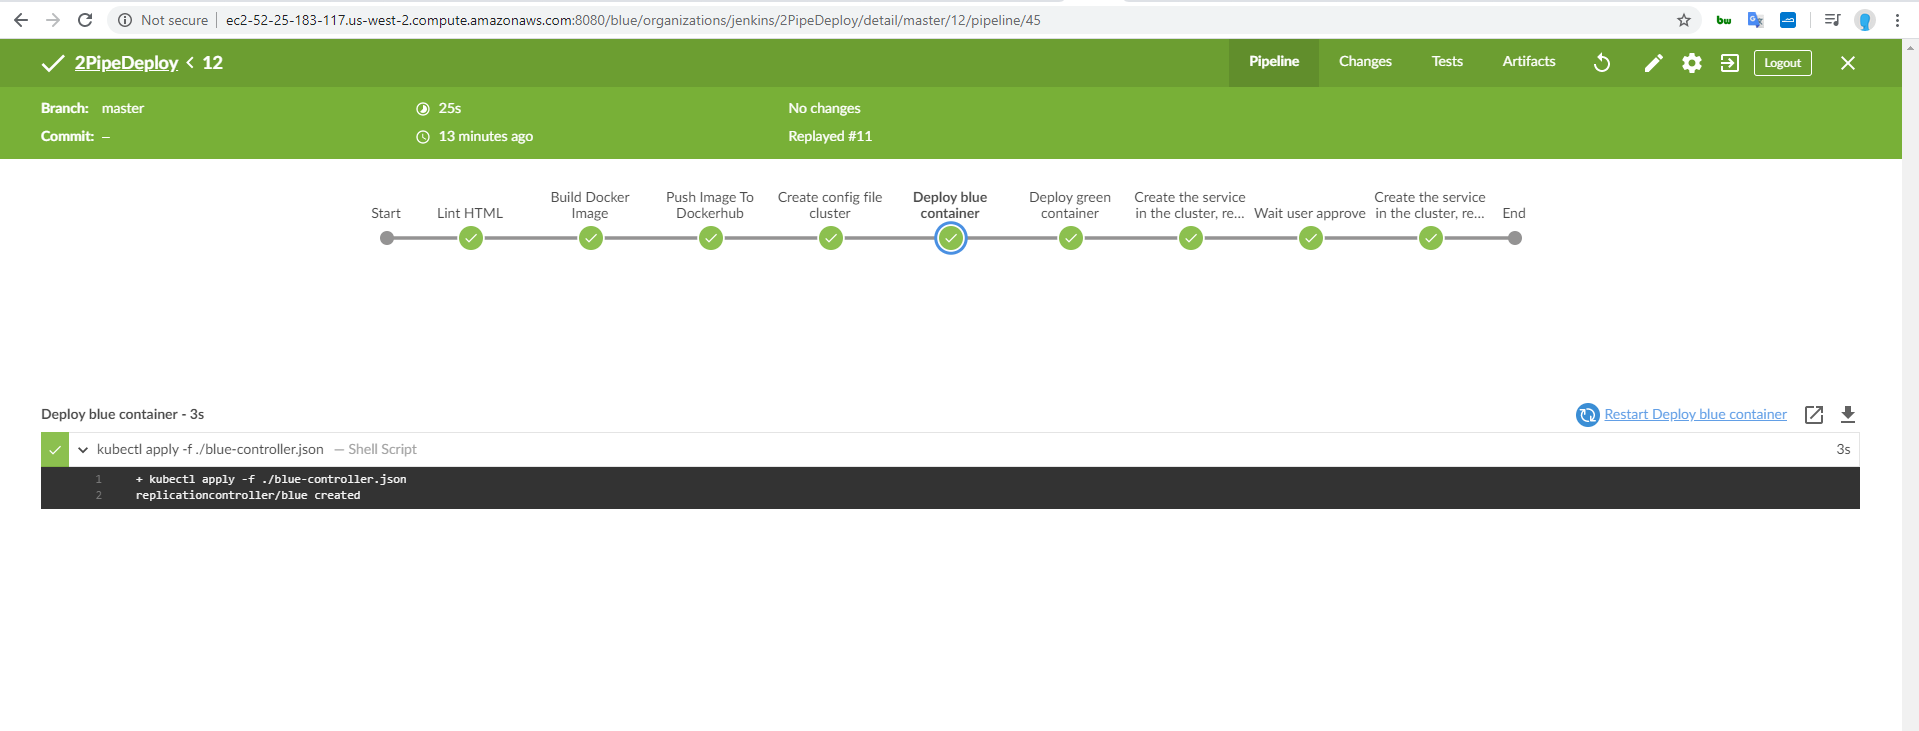 Not secure
ec2-52-25-183-117.us-west-2.compute.amazonaws.com:8080/blue/organizations/jenkins/2PipeDeploy/detail/master/12/pipeline/45
bw
2PipeDeploy < 12
Pipeline
Changes
Tests
Artifacts
Logout
Branch: master
25s
No changes
Commit: –
13 minutes ago
Replayed #11
Start
Lint HTML
Build Docker
Image
Push Image To
Dockerhub
Create config file
cluster
Deploy blue
container
Deploy green
container
Create the service
in the cluster, re...
Wait user approve
Create the service
in the cluster, re...
End
Deploy blue container - 3s
Restart Deploy blue container
kubectl apply -f ./blue-controller.json — Shell Script
3s
1 + kubectl apply -f ./blue-controller.json
2 replicationcontroller/blue created